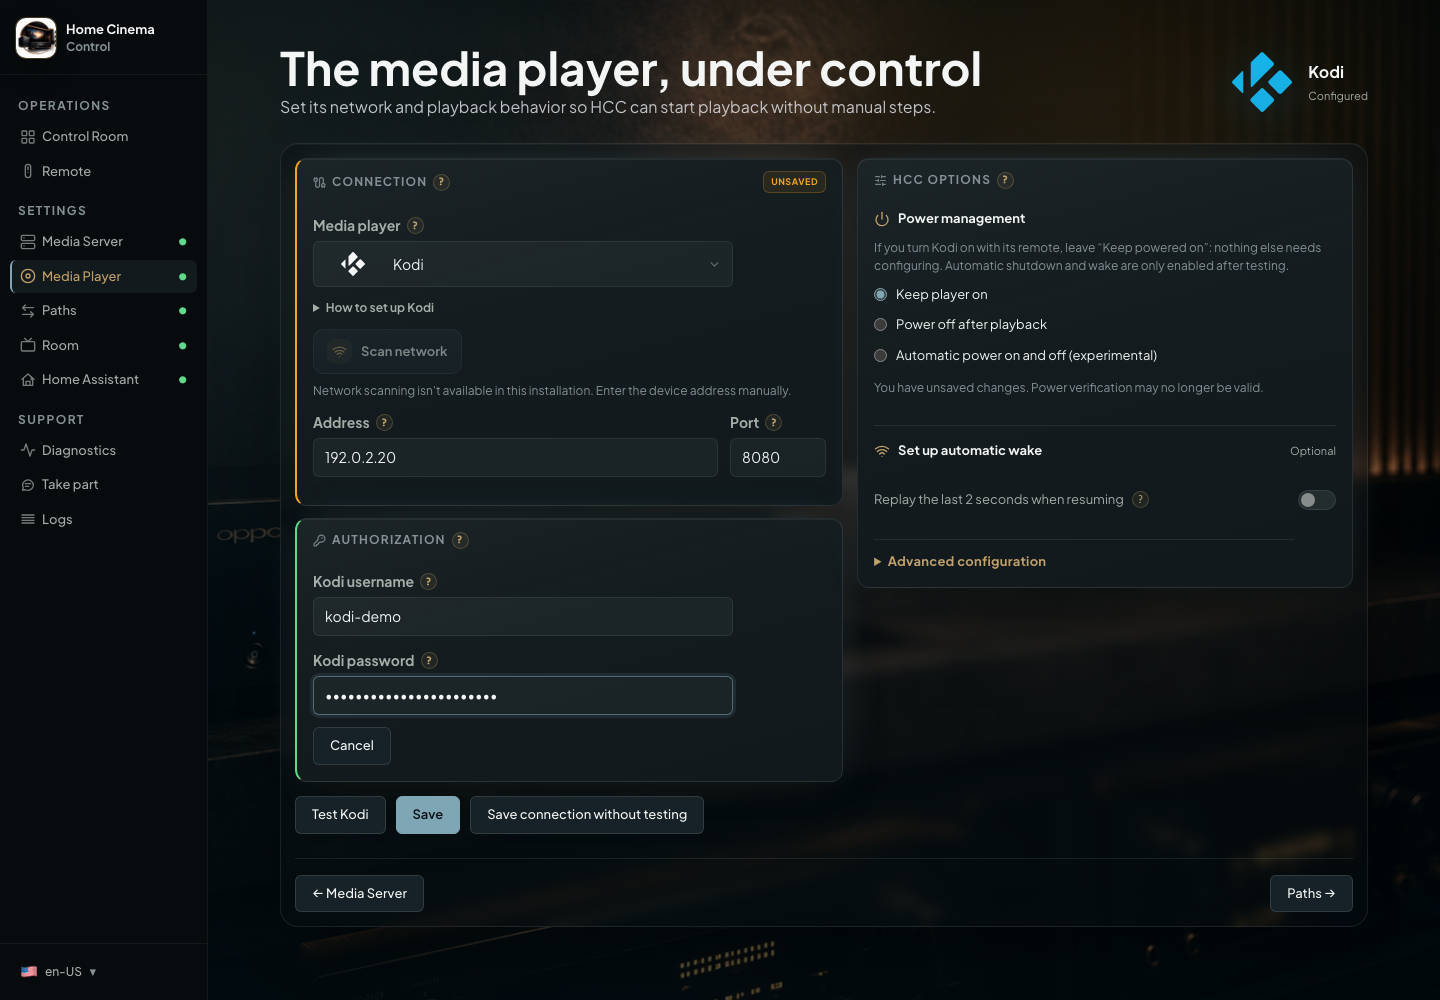 Home Cinema
Control
OPERATIONS
Control Room
Remote
SETTINGS
Media Server
Media Player
Paths
Room
Home Assistant
SUPPORT
Diagnostics
Take part
Logs
en-US ▾
The media player, under control
Set its network and playback behavior so HCC can start playback without manual steps.
Kodi
Configured
CONNECTION ?
UNSAVED
Media player ?
Kodi
▶ How to set up Kodi
Scan network
Network scanning isn't available in this installation. Enter the device address manually.
Address ?
Port ?
192.0.2.20
8080
AUTHORIZATION ?
Kodi username ?
kodi-demo
Kodi password ?
•••••••••••••••••••••••
Cancel
Test Kodi
Save
Save connection without testing
← Media Server
Paths →
HCC OPTIONS ?
Power management
If you turn Kodi on with its remote, leave “Keep powered on”: nothing else needs
configuring. Automatic shutdown and wake are only enabled after testing.
Keep player on
Power off after playback
Automatic power on and off (experimental)
You have unsaved changes. Power verification may no longer be valid.
Set up automatic wake
Optional
Replay the last 2 seconds when resuming ?
▶ Advanced configuration
oppo